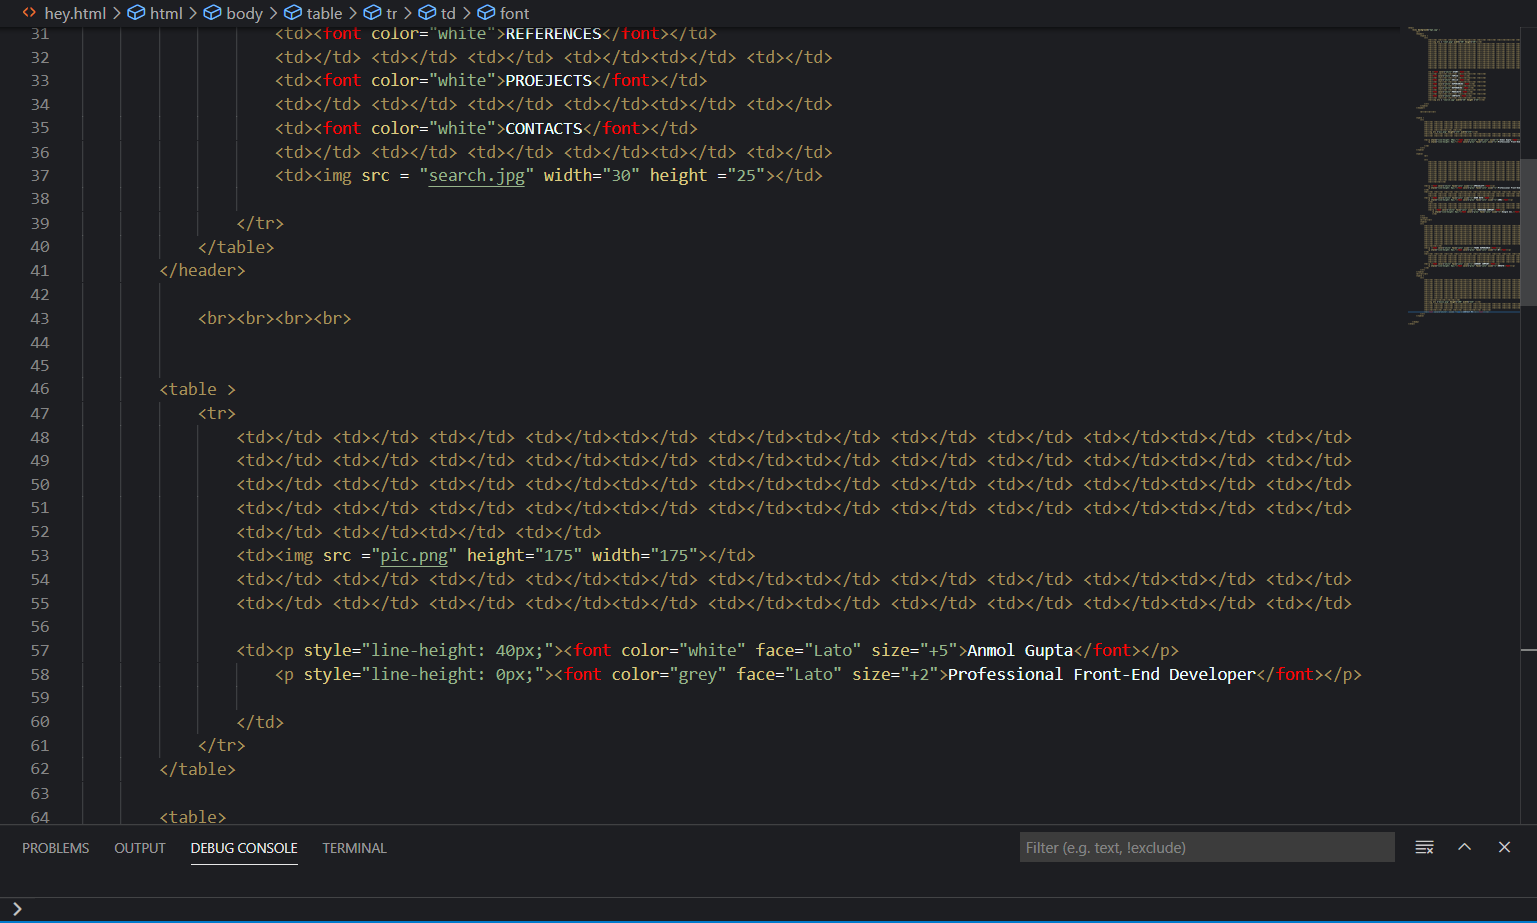 <> hey.html > html > body > table > tr > td > font
31 <td><font color="white">REFERENCES</font></td>
32 <td></td> <td></td> <td></td> <td></td><td></td> <td></td>
33 <td><font color="white">PROEJECTS</font></td>
34 <td></td> <td></td> <td></td> <td></td><td></td> <td></td>
35 <td><font color="white">CONTACTS</font></td>
36 <td></td> <td></td> <td></td> <td></td><td></td> <td></td>
37 <td><img src = "search.jpg" width="30" height ="25"></td>
38
39 </tr>
40 </table>
41 </header>
42
43 <br><br><br><br>
44
45
46 <table >
47 <tr>
48 <td></td> <td></td> <td></td> <td></td><td></td> <td></td><td></td> <td></td> <td></td> <td></td><td></td> <td></td>
49 <td></td> <td></td> <td></td> <td></td><td></td> <td></td><td></td> <td></td> <td></td> <td></td><td></td> <td></td>
50 <td></td> <td></td> <td></td> <td></td><td></td> <td></td><td></td> <td></td> <td></td> <td></td><td></td> <td></td>
51 <td></td> <td></td> <td></td> <td></td><td></td> <td></td><td></td> <td></td> <td></td> <td></td><td></td> <td></td>
52 <td></td> <td></td><td></td> <td></td>
53 <td><img src ="pic.png" height="175" width="175"></td>
54 <td></td> <td></td> <td></td> <td></td><td></td> <td></td><td></td> <td></td> <td></td> <td></td><td></td> <td></td>
55 <td></td> <td></td> <td></td> <td></td><td></td> <td></td><td></td> <td></td> <td></td> <td></td><td></td> <td></td>
56
57 <td><p style="line-height: 40px;"><font color="white" face="Lato" size="+5">Anmol Gupta</font></p>
58 <p style="line-height: 0px;"><font color="grey" face="Lato" size="+2">Professional Front-End Developer</font></p>
59
60 </td>
61 </tr>
62 </table>
63
64 <table>
PROBLEMS OUTPUT DEBUG CONSOLE TERMINAL Filter (e.g. text, !exclude)